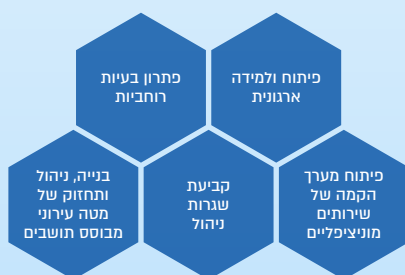 פיתוח ולמידה
ארגונית
פתרון בעיות
רוחביות
פיתוח מערך
הקמה של
שירותים
מוניציפליים
קביעת
שגרות
ניהול
בנייה, ניהול
ותחזוק של
מטה עירוני
מבוסס תושבים